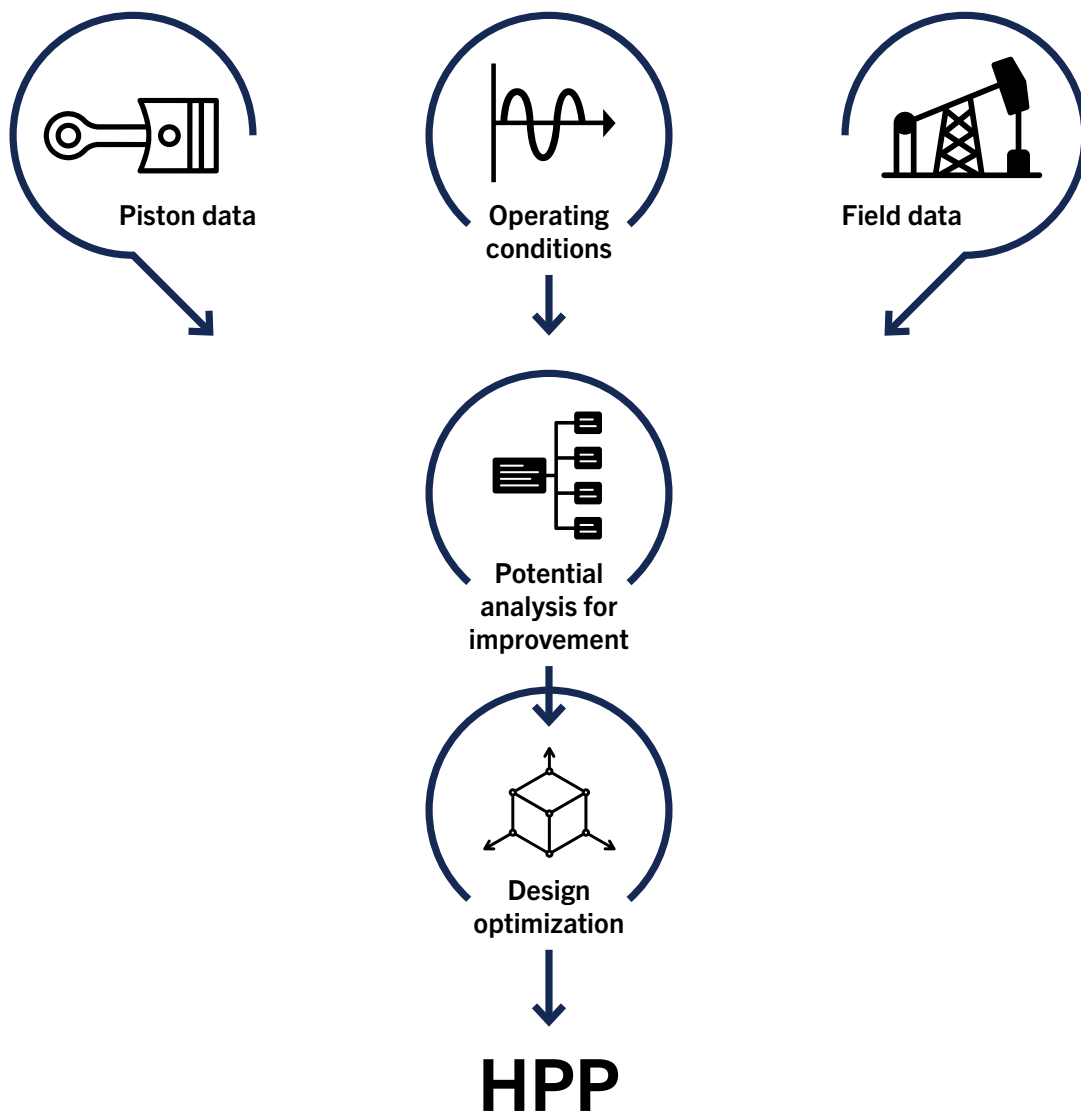 Piston data
Operating
conditions
Field data
Potential
analysis for
improvement
Design
optimization
HPP